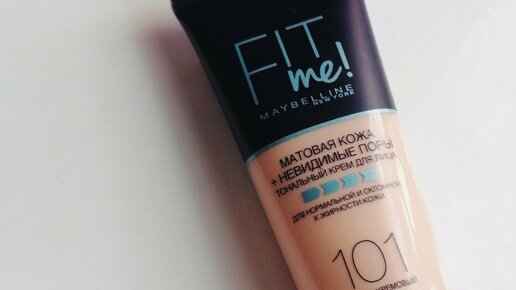 FIT
me!
MAYBELLINE
NEW YORK
МАТОВАЯ КОЖА
+ НЕВИДИМЫЕ ПОРЫ
ТОНАЛЬНЫЙ КРЕМ ДЛЯ ЛИЦА
ДЛЯ НОРМАЛЬНОЙ И СКЛОННОЙ
К ЖИРНОСТИ КОЖИ
101
КРЕМОВЫЙ